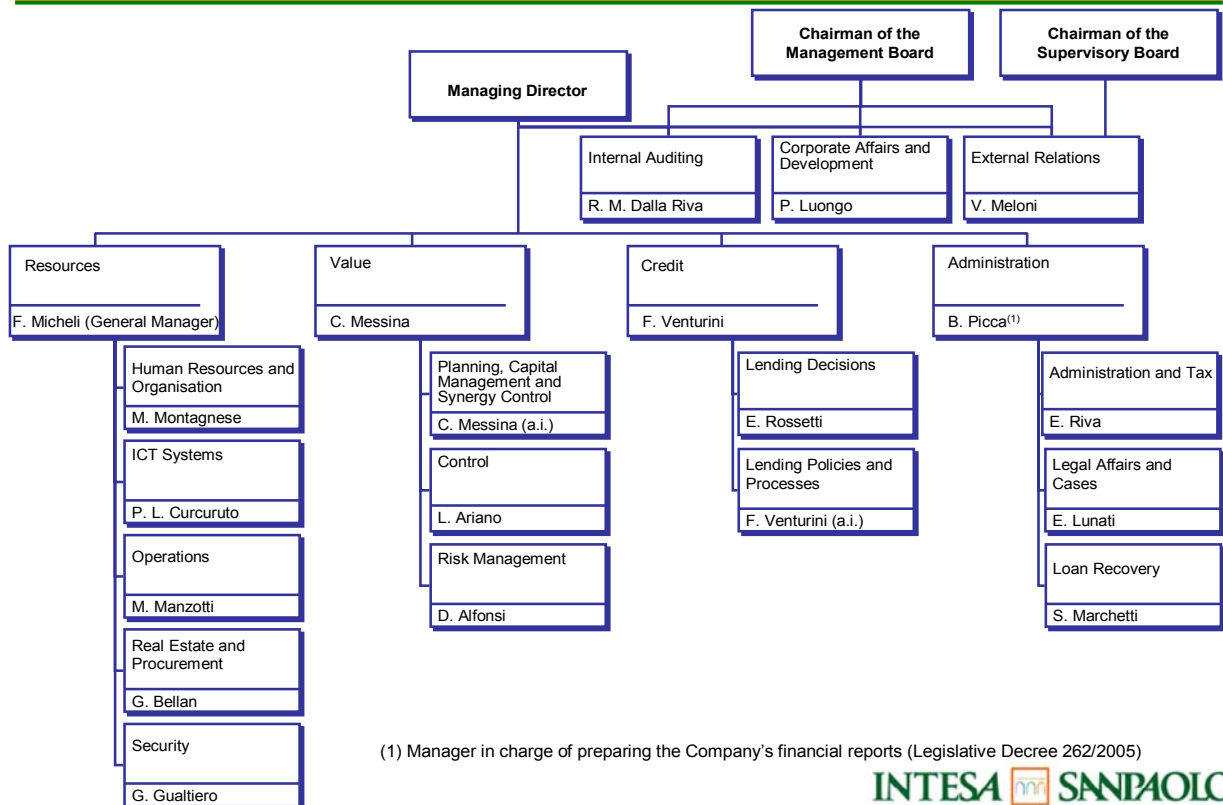 Chairman of the
Management Board
Chairman of the
Supervisory Board
Managing Director
Internal Auditing
R. M. Dalla Riva
Corporate Affairs and
Development
P. Luongo
External Relations
V. Meloni
Resources
F. Micheli (General Manager)
Value
C. Messina
Credit
F. Venturini
Administration
B. Picca(1)
Human Resources and
Organisation
M. Montagnese
ICT Systems
P. L. Curcuruto
Operations
M. Manzotti
Real Estate and
Procurement
G. Bellan
Security
G. Gualtiero
Planning, Capital
Management and
Synergy Control
C. Messina (a.i.)
Control
L. Ariano
Risk Management
D. Alfonsi
Lending Decisions
E. Rossetti
Lending Policies and
Processes
F. Venturini (a.i.)
Administration and Tax
E. Riva
Legal Affairs and
Cases
E. Lunati
Loan Recovery
S. Marchetti
(1) Manager in charge of preparing the Company's financial reports (Legislative Decree 262/2005)
INTESA SANPAOLO